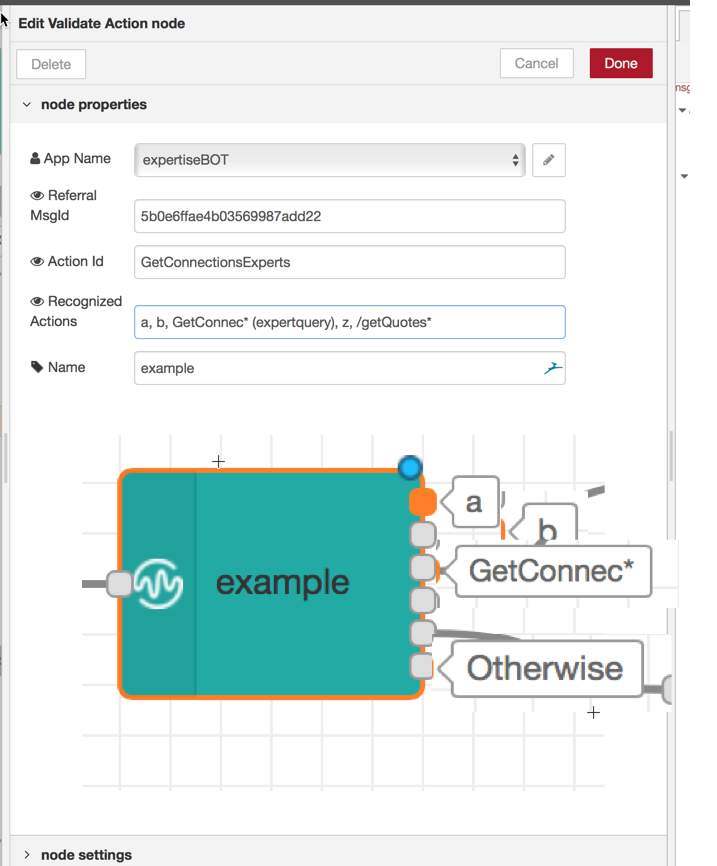 Edit Validate Action node
Delete
Cancel
Done
node properties
App Name
expertiseBOT
Referral
MsgId
5b0e6ffae4b03569987add22
Action Id
GetConnectionsExperts
Recognized
Actions
a, b, GetConnec* (expertquery), z, /getQuotes*
Name
example
example
a
b
GetConnec*
Otherwise
node settings